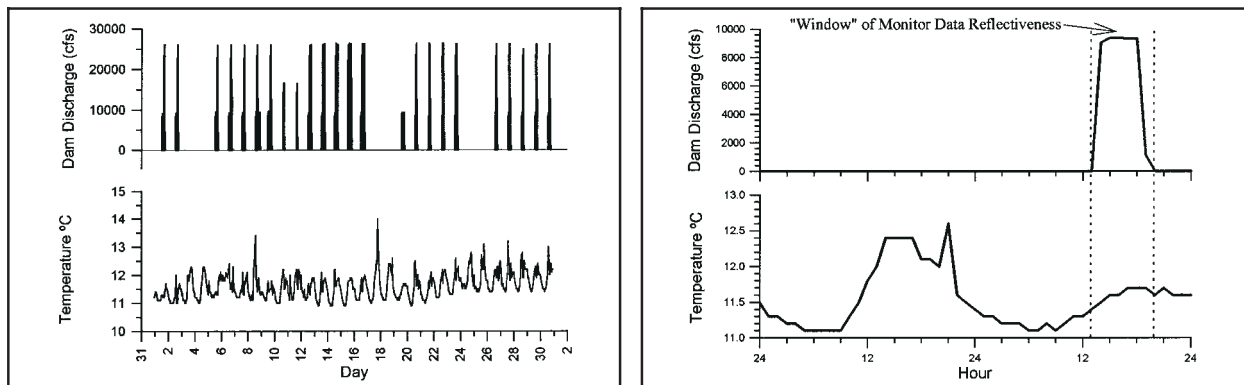 30000
20000
10000
0
Dam Discharge (cfs)
15
14
13
12
11
10
Temperature ºC
31 2 4 6 8 10 12 14 16 18 20 22 24 26 28 30 2
Day
"Window" of Monitor Data Reflectiveness
10000
8000
6000
4000
2000
0
Dam Discharge (cfs)
13.0
12.5
12.0
11.5
11.0
Temperature ºC
24 12 24 12 24
Hour